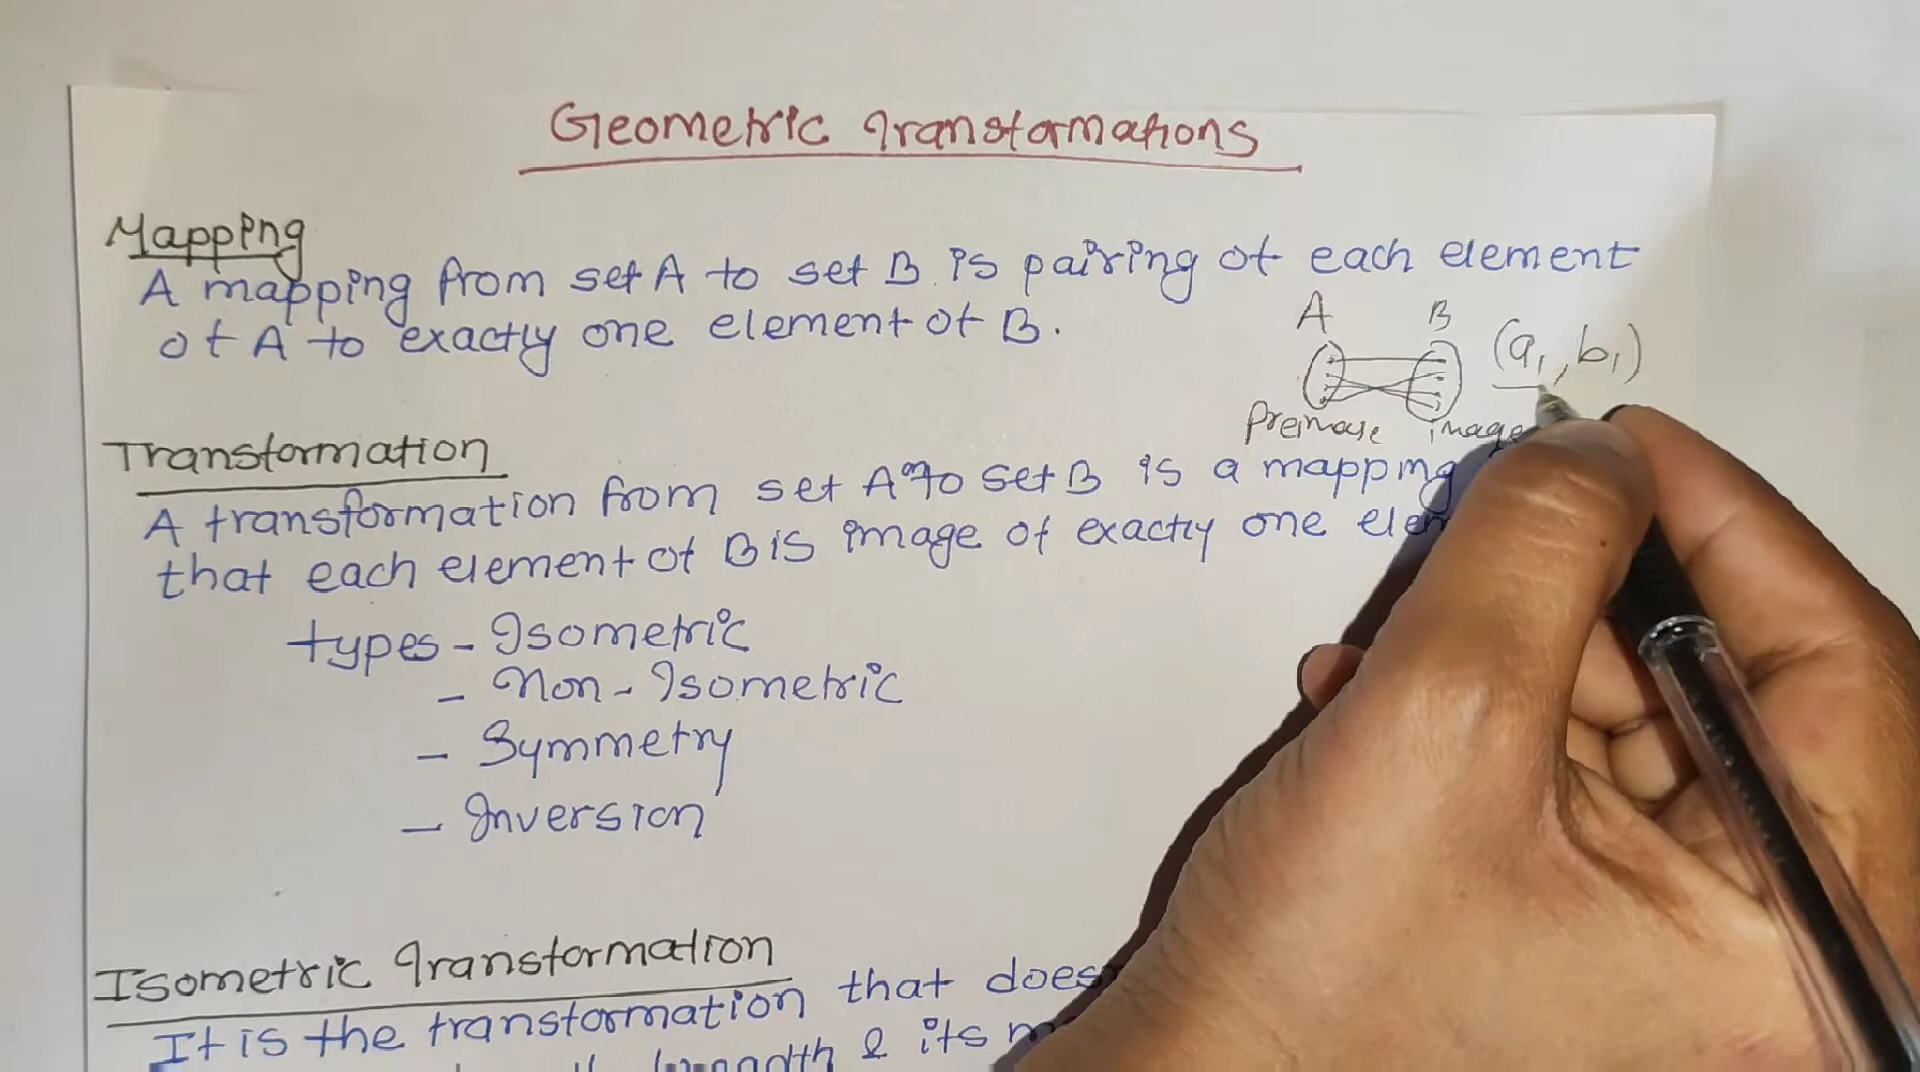 Geometric Transformations
Mapping
A mapping from set A to set B is pairing of each element
of A to exactly one element of B.
A B (a₁, b₁)
Preimage image
Transformation
A transformation from set A to set B is a mapping
that each element of B is image of exactly one
types - Isometric
- Non-Isometric
- Symmetry
- Inversion
Isometric Transformation
It is the transformation that does
& its